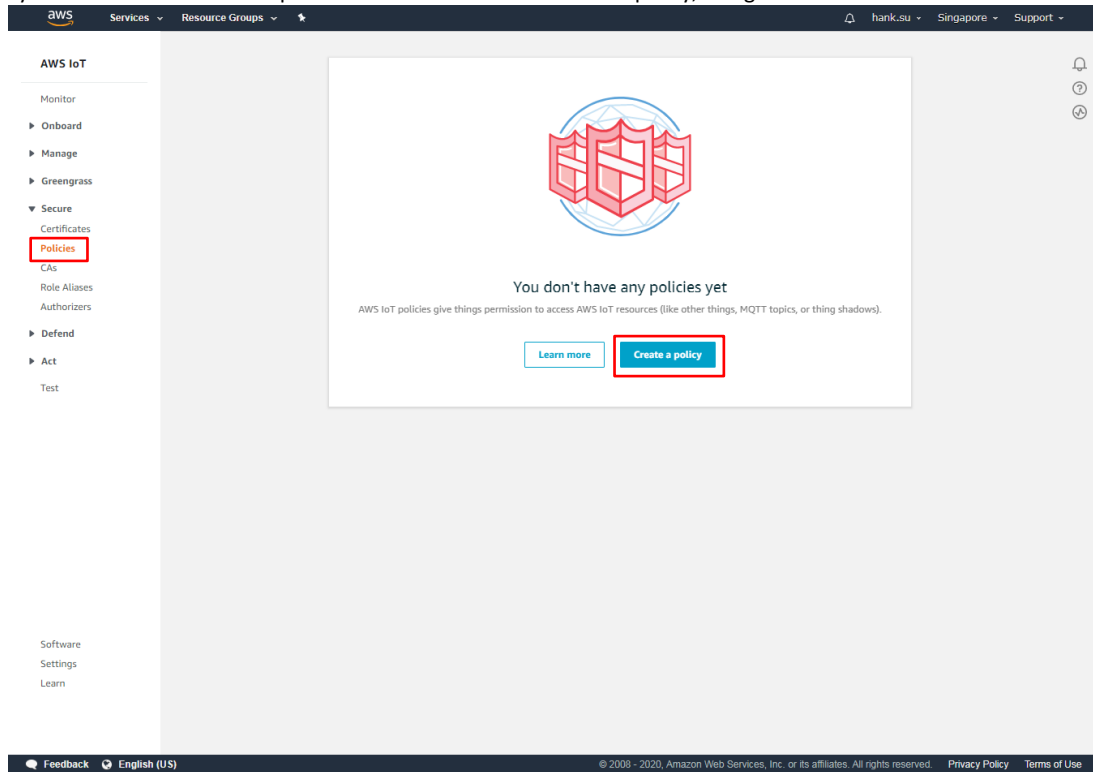 aws Services Resource Groups hank.su Singapore Support
AWS IoT
Monitor
Onboard
Manage
Greengrass
Secure
Certificates
Policies
CAs
Role Aliases
Authorizers
Defend
Act
Test
Software
Settings
Learn
You don't have any policies yet
AWS IoT policies give things permission to access AWS IoT resources (like other things, MQTT topics, or thing shadows).
Learn more Create a policy
Feedback English (US) © 2008 - 2020, Amazon Web Services, Inc. or its affiliates. All rights reserved. Privacy Policy Terms of Use